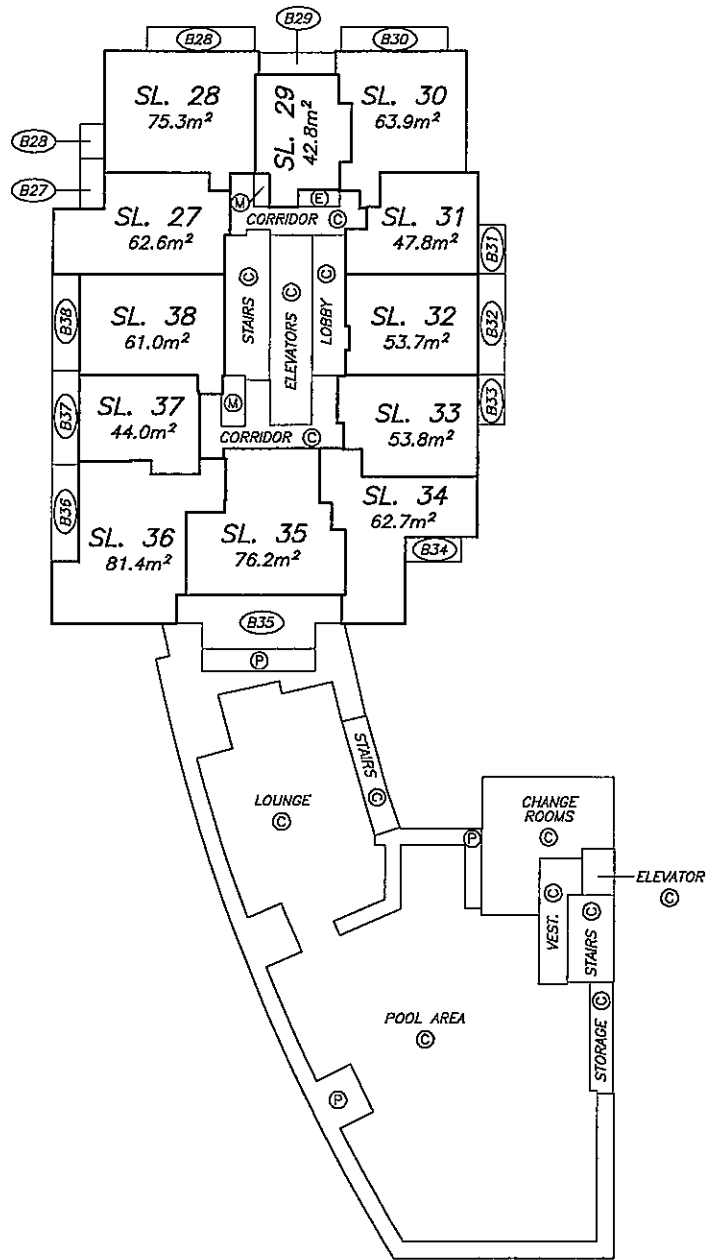 B29
B28
B30
SL. 28
75.3m²
SL. 29
42.8m²
SL. 30
63.9m²
B28
B27
M
E
CORRIDOR C
SL. 27
62.6m²
SL. 31
47.8m²
B31
STAIRS C
ELEVATORS C
LOBBY C
B38
SL. 38
61.0m²
SL. 32
53.7m²
B32
B37
SL. 37
44.0m²
M
CORRIDOR C
SL. 33
53.8m²
B33
B36
SL. 36
81.4m²
SL. 35
76.2m²
SL. 34
62.7m²
B34
B35
P
STAIRS C
LOUNGE
C
CHANGE
ROOMS
C
P
ELEVATOR
C
VEST. C
STAIRS C
POOL AREA
C
STORAGE C
P